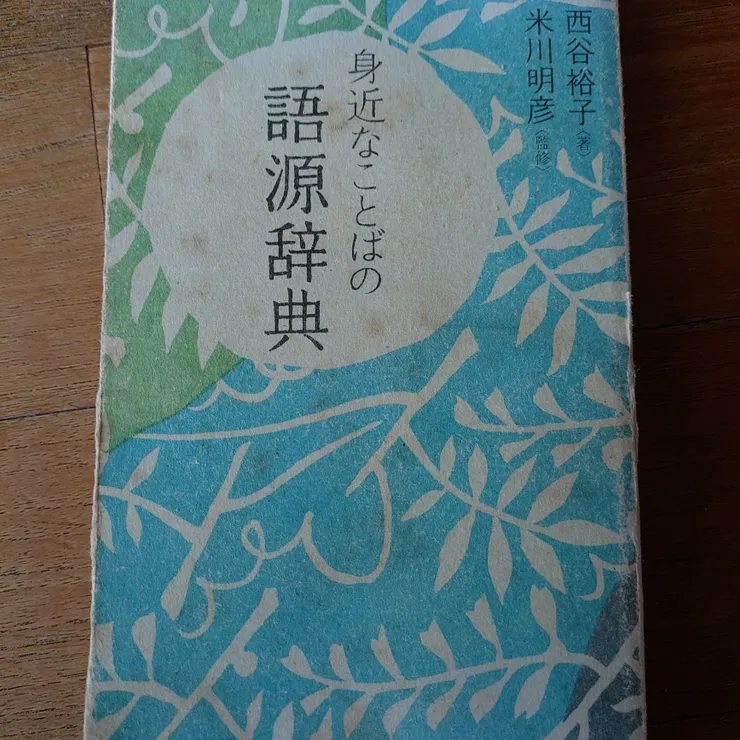 西谷裕子〈著〉
米川明彦〈監修〉
身近なことばの
語源辞典